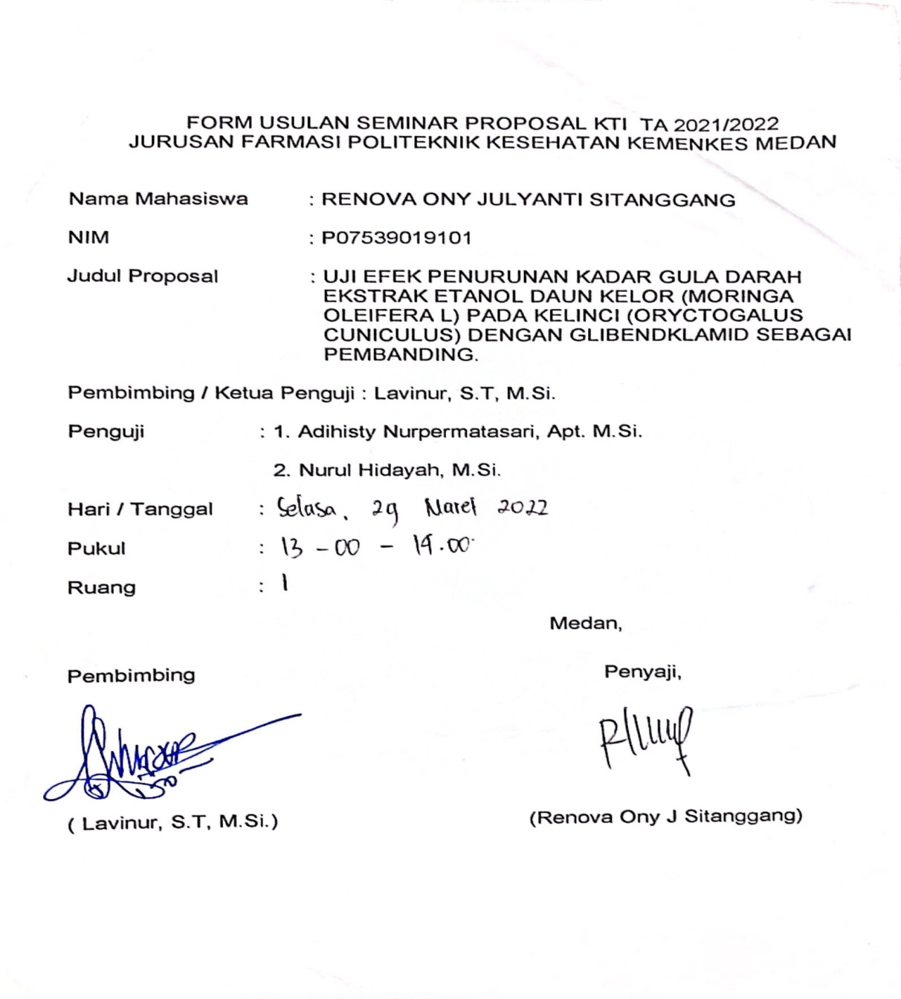 FORM USULAN SEMINAR PROPOSAL KTI TA 2021/2022
JURUSAN FARMASI POLITEKNIK KESEHATAN KEMENKES MEDAN
Nama Mahasiswa : RENOVA ONY JULYANTI SITANGGANG
NIM : P07539019101
Judul Proposal : UJI EFEK PENURUNAN KADAR GULA DARAH
EKSTRAK ETANOL DAUN KELOR (MORINGA
OLEIFERA L) PADA KELINCI (ORYCTOGALUS
CUNICULUS) DENGAN GLIBENDKLAMID SEBAGAI
PEMBANDING.
Pembimbing / Ketua Penguji : Lavinur, S.T, M.Si.
Penguji : 1. Adihisty Nurpermatasari, Apt. M.Si.
2. Nurul Hidayah, M.Si.
Hari / Tanggal : Selasa, 29 Maret 2022
Pukul : 13-00 - 14.00
Ruang : 1
Medan,
Pembimbing Penyaji,
( Lavinur, S.T, M.Si.) (Renova Ony J Sitanggang)